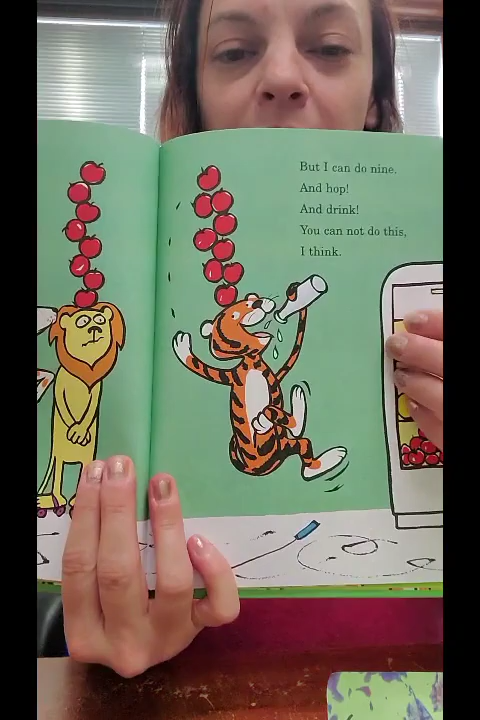 But I can do nine.
And hop!
And drink!
You can not do this,
I think.